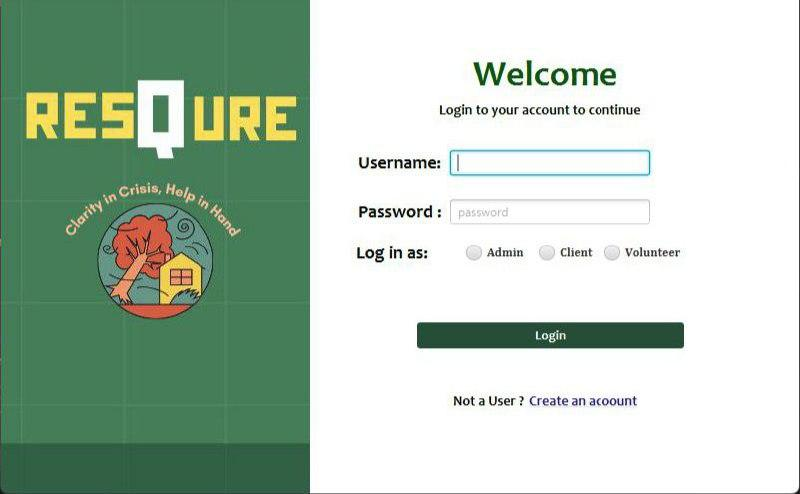 RESQURE
Clarity in Crisis, Help in Hand
Welcome
Login to your account to continue
Username:
Password :
password
Log in as:
Admin
Client
Volunteer
Login
Not a User ? Create an acoount